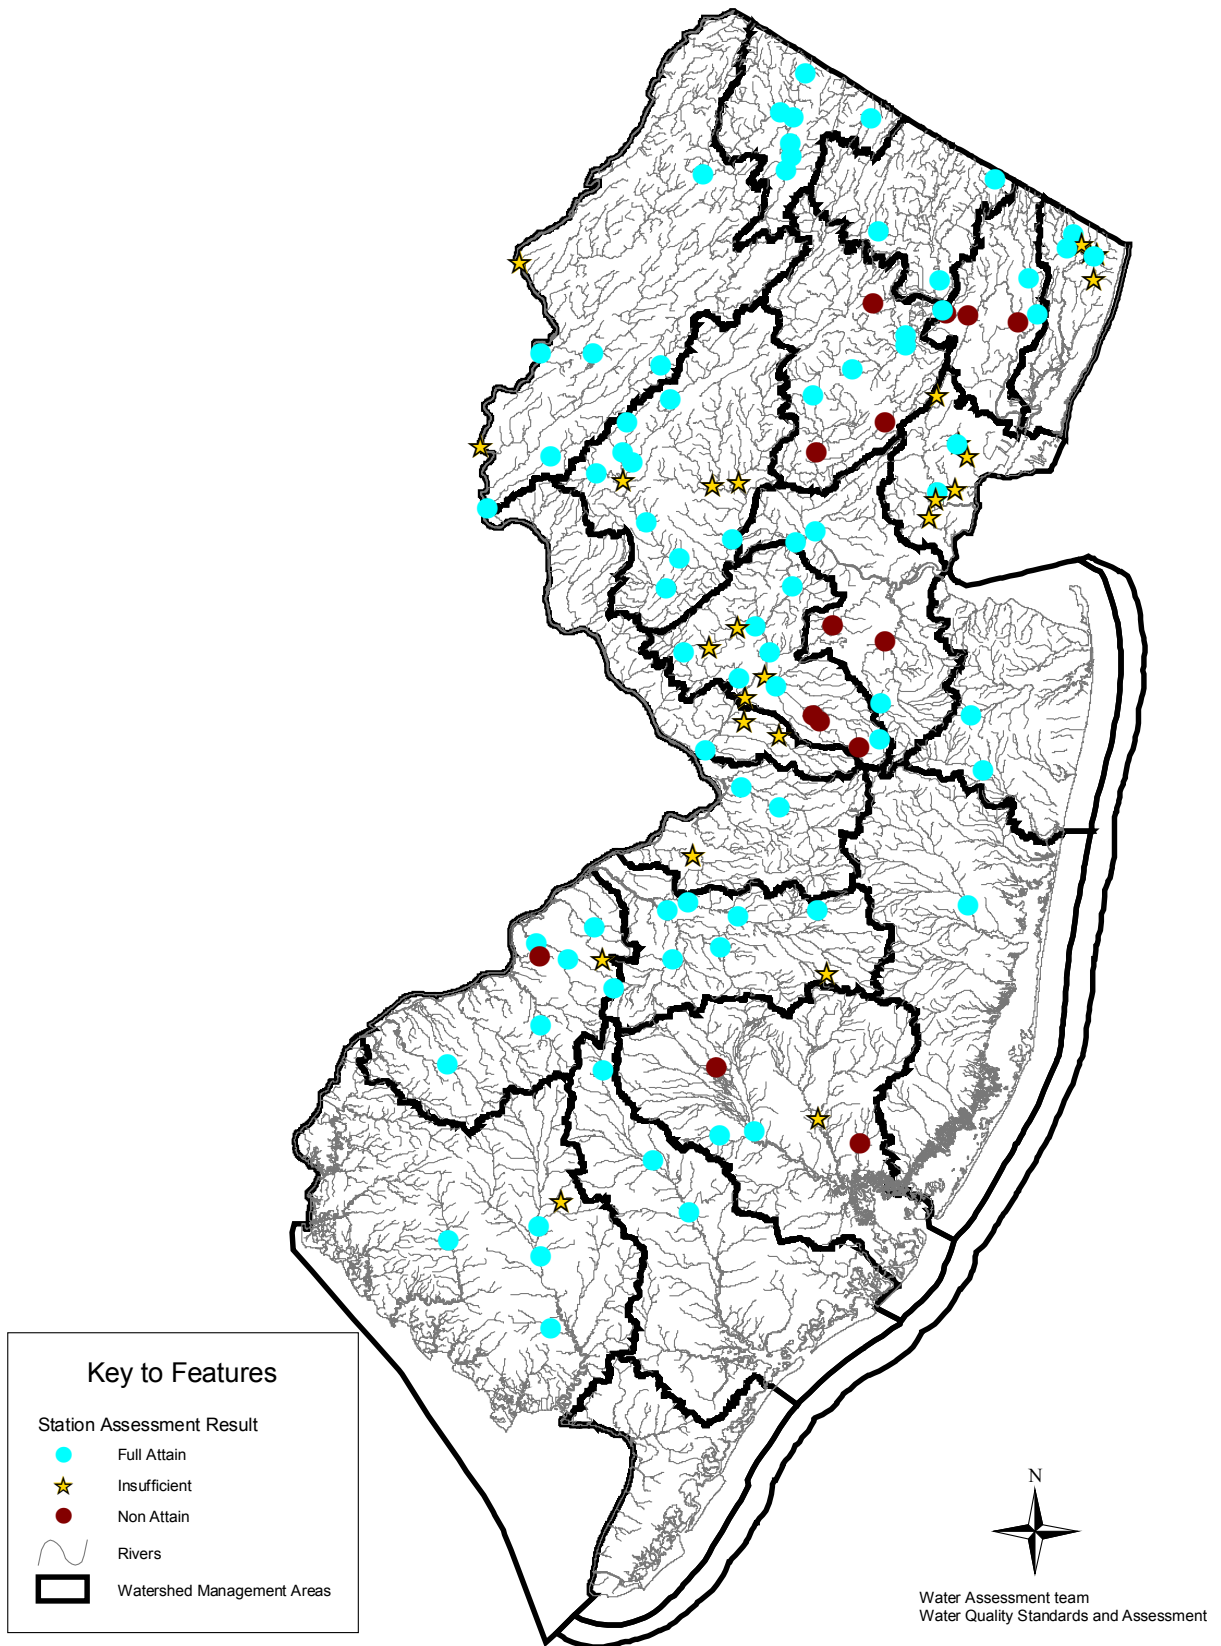 Key to Features
Station Assessment Result
Full Attain
Insufficient
Non Attain
Rivers
Watershed Management Areas
N
Water Assessment team
Water Quality Standards and Assessment